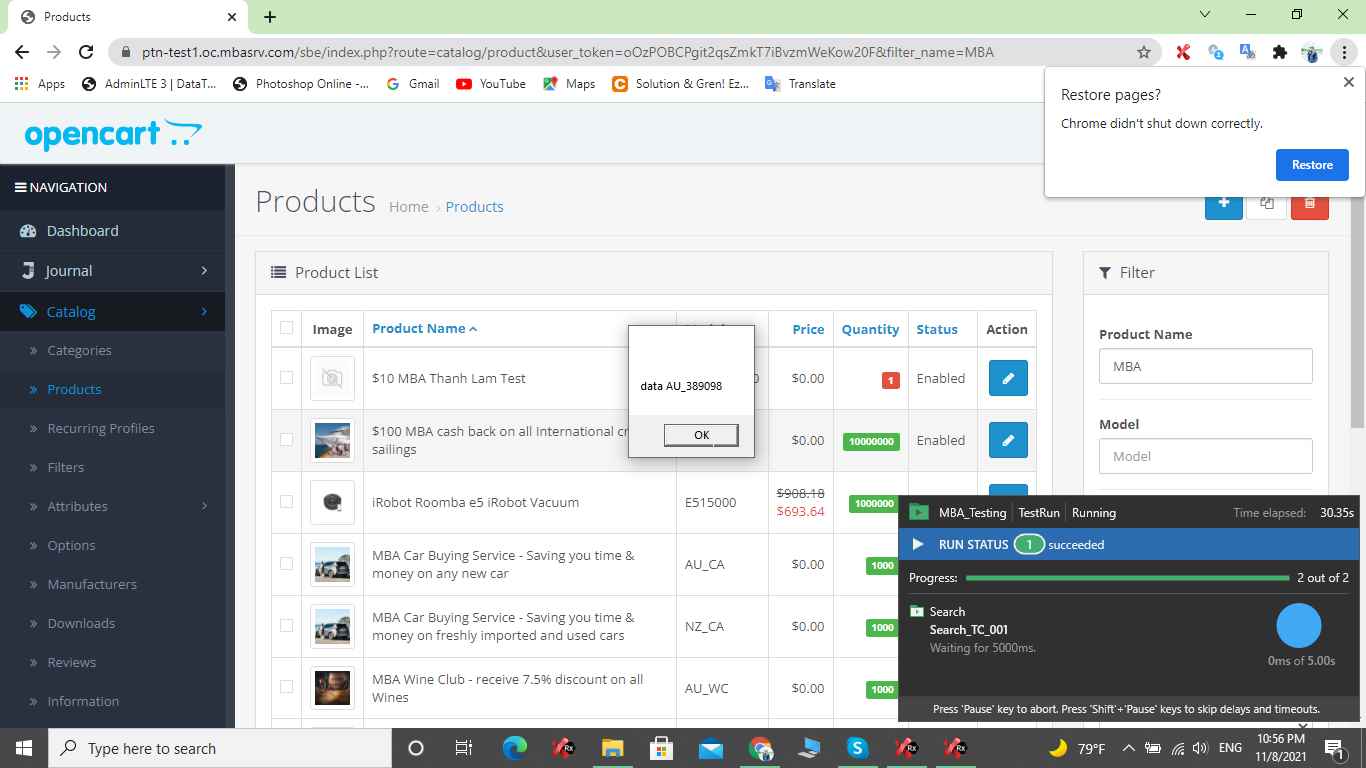 Products
ptn-test1.oc.mbasrv.com/sbe/index.php?route=catalog/product&user_token=oOzPOBCPgit2qsZmkT7iBvzmWeKow20F&filter_name=MBA
Apps AdminLTE 3 | DataT... Photoshop Online -... Gmail YouTube Maps Solution & Gren! Ez... Translate
Restore pages?
Chrome didn't shut down correctly.
Restore
opencart
NAVIGATION
Dashboard
Journal
Catalog
Categories
Products
Recurring Profiles
Filters
Attributes
Options
Manufacturers
Downloads
Reviews
Information
Products Home › Products
Product List
Image Product Name Price Quantity Status Action
$10 MBA Thanh Lam Test 0 $0.00 1 Enabled
$100 MBA cash back on all International cr
sailings
$0.00 10000000 Enabled
iRobot Roomba e5 iRobot Vacuum E515000 $908.18 $693.64 1000000
MBA Car Buying Service - Saving you time &
money on any new car
AU_CA $0.00 1000
MBA Car Buying Service - Saving you time &
money on freshly imported and used cars
NZ_CA $0.00 1000
MBA Wine Club - receive 7.5% discount on all
Wines
AU_WC $0.00 1000
data AU_389098
OK
Filter
Product Name
MBA
Model
Model
MBA_Testing TestRun Running Time elapsed: 30.35s
RUN STATUS 1 succeeded
Progress: 2 out of 2
Search
Search_TC_001
Waiting for 5000ms.
0ms of 5.00s
Press 'Pause' key to abort. Press 'Shift'+'Pause' keys to skip delays and timeouts.
Type here to search
Rx Rx Rx
79°F ENG
10:56 PM
11/8/2021
1